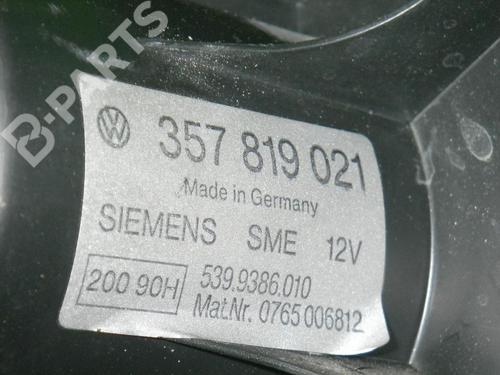 B-PARTS
VW 357 819 021
Made in Germany
SIEMENS SME 12V
200 90H 539.9386.010
Mat.Nr. 0765 006812